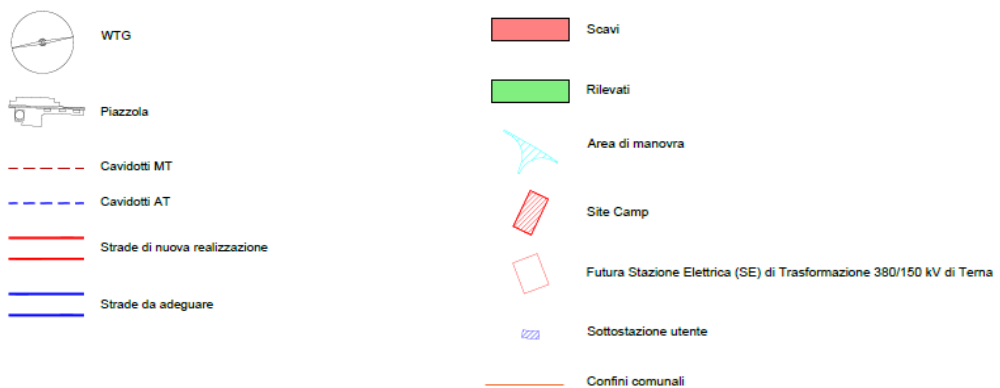 WTG
Piazzola
Cavidotti MT
Cavidotti AT
Strade di nuova realizzazione
Strade da adeguare
Scavi
Rilevati
Area di manovra
Site Camp
Futura Stazione Elettrica (SE) di Trasformazione 380/150 kV di Terna
Sottostazione utente
Confini comunali